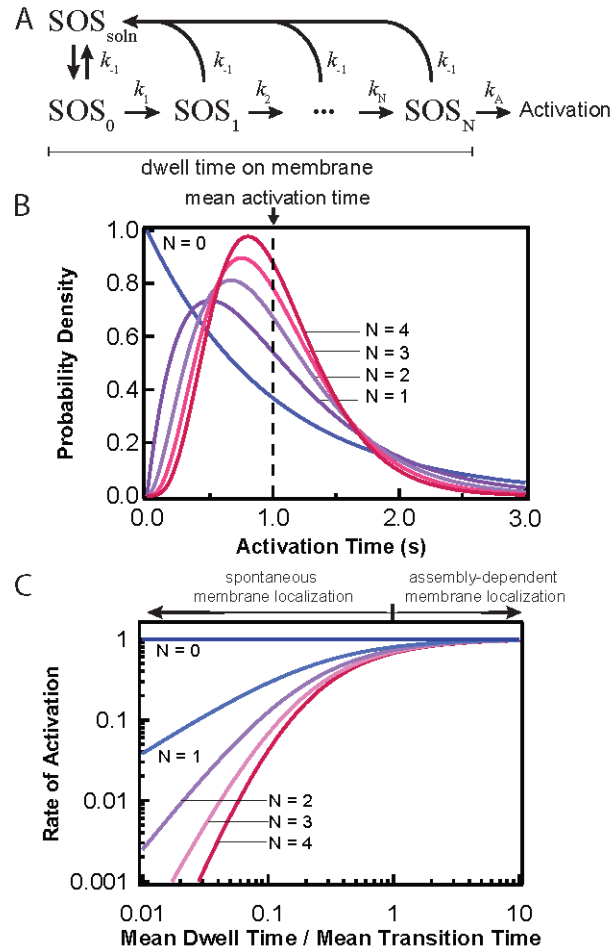 A
SOS soln
k-1
k-1 k-1 k-1
SOS0 k1 SOS1 k2 ... kN SOSN kA Activation
dwell time on membrane
B
mean activation time
N = 0
1.0
0.8
0.6
0.4
0.2
0.0
N = 4
N = 3
N = 2
N = 1
Probability Density
0.0 1.0 2.0 3.0
Activation Time (s)
C
spontaneous membrane localization
assembly-dependent membrane localization
1
0.1
0.01
0.001
N = 0
N = 1
N = 2
N = 3
N = 4
Rate of Activation
0.01 0.1 1 10
Mean Dwell Time / Mean Transition Time